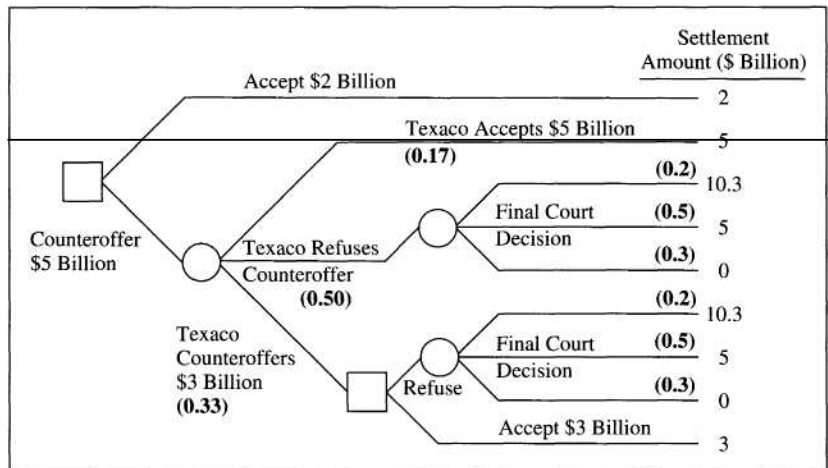 Settlement
Amount ($ Billion)
Accept $2 Billion
2
Texaco Accepts $5 Billion
5
(0.17)
(0.2)
10.3
Final Court
(0.5)
5
Decision
(0.3)
0
Counteroffer
$5 Billion
Texaco Refuses
Counteroffer
(0.50)
(0.2)
10.3
Texaco
Counteroffers
$3 Billion
(0.33)
Final Court
(0.5)
5
Decision
(0.3)
0
Refuse
Accept $3 Billion
3